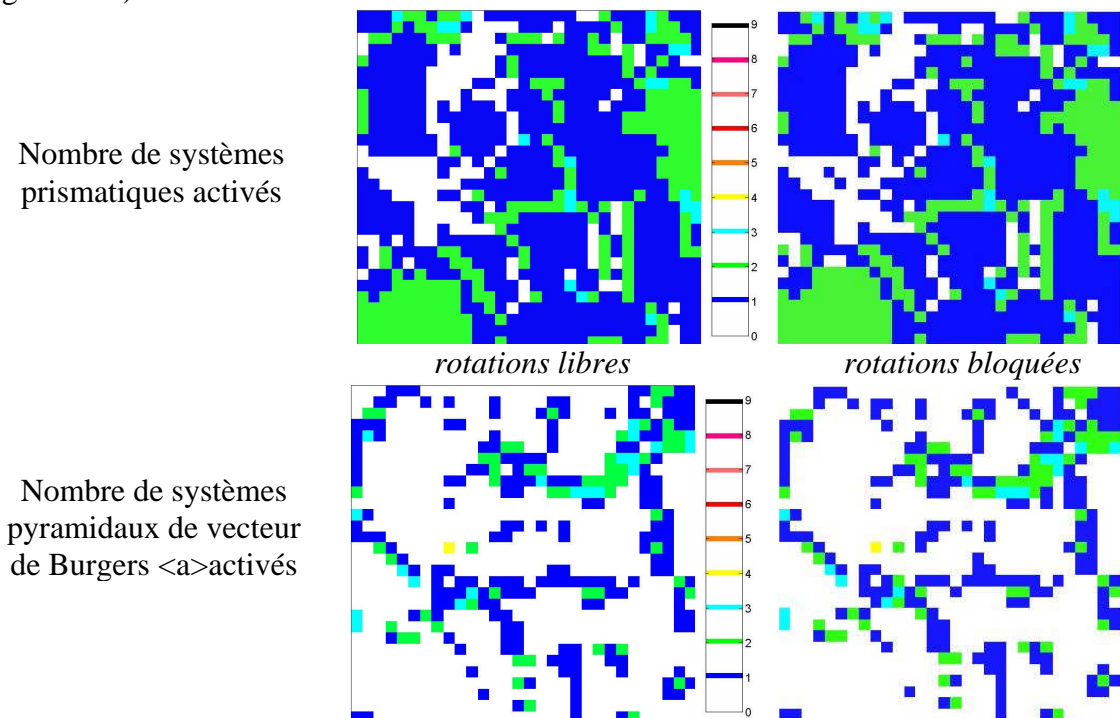 9
8
7
6
5
4
3
2
1
0
Nombre de systèmes
prismatiques activés
rotations libres
rotations bloquées
9
8
7
6
5
4
3
2
1
0
Nombre de systèmes
pyramidaux de vecteur
de Burgers <a>activés